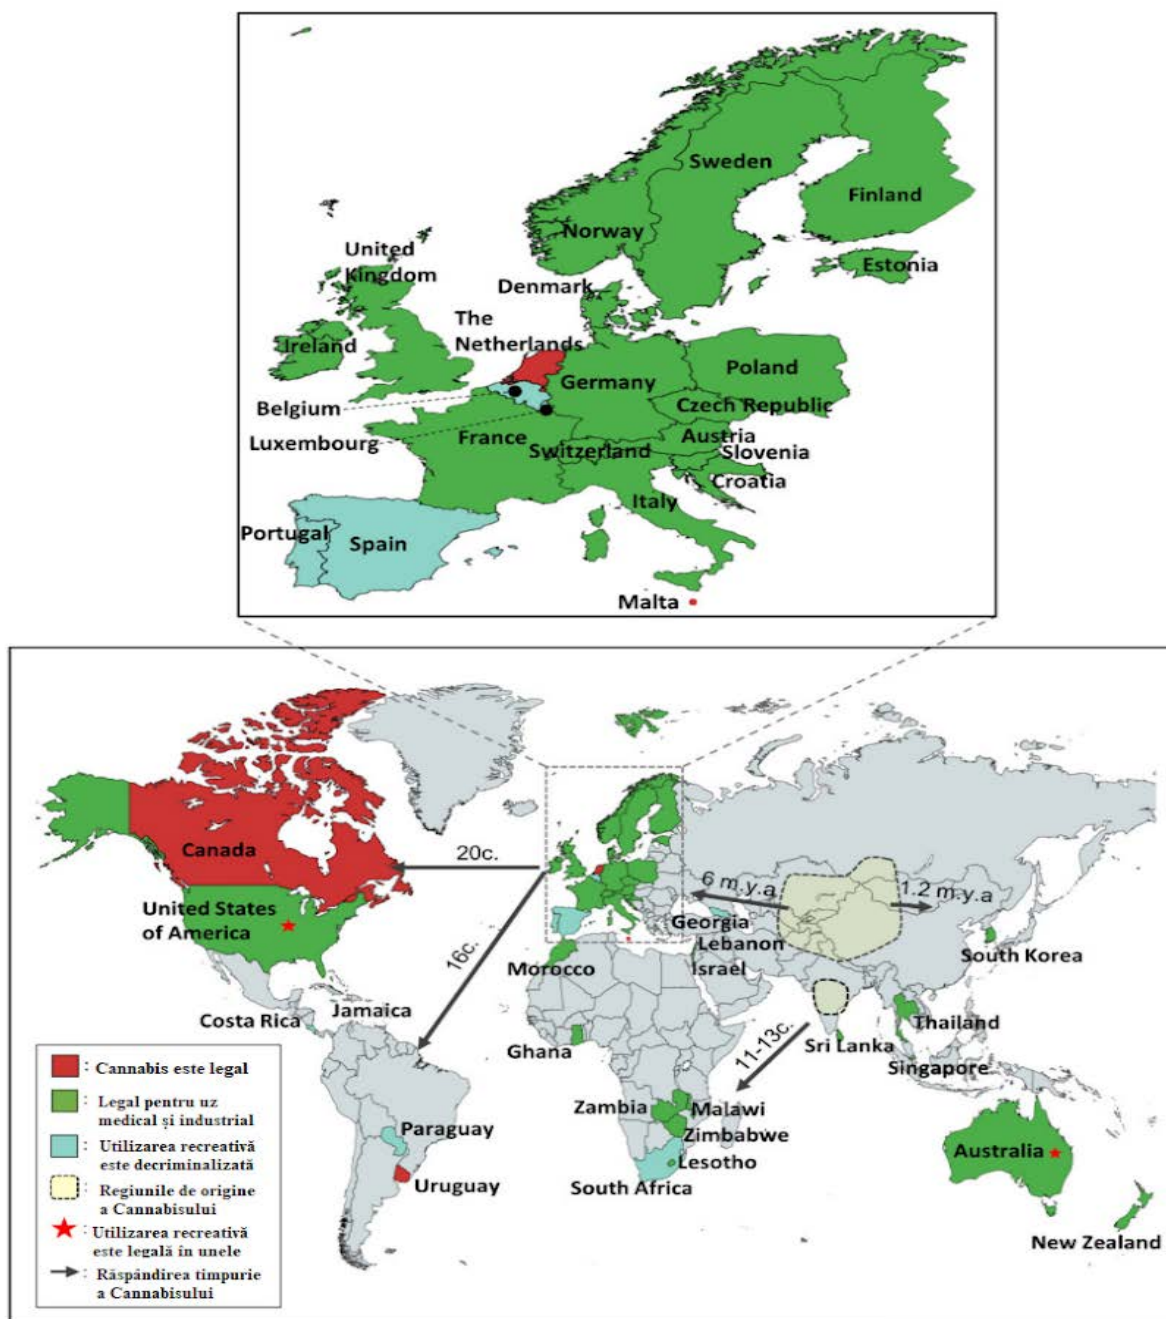 Sweden
Finland
Norway
United
Kingdom
Estonia
Denmark
The
Netherlands
Ireland
Poland
Germany
Belgium
Czech Republic
Luxembourg
France
Austria
Switzerland
Slovenia
Croatia
Italy
Portugal
Spain
Malta
Canada
20c.
6 m.y.a
1.2 m.y.a
United States
of America
Georgia
Lebanon
South Korea
16c.
Morocco
Israel
Jamaica
Costa Rica
Thailand
Ghana
11-13c.
Sri Lanka
Singapore
Zambia
Malawi
Zimbabwe
Paraguay
Lesotho
Australia
Uruguay
South Africa
New Zealand
: Cannabis este legal
: Legal pentru uz
medical și industrial
: Utilizarea recreativă
este decriminalizată
: Regiunile de origine
a Cannabisului
: Utilizarea recreativă
este legală în unele
: Răspândirea timpurie
a Cannabisului